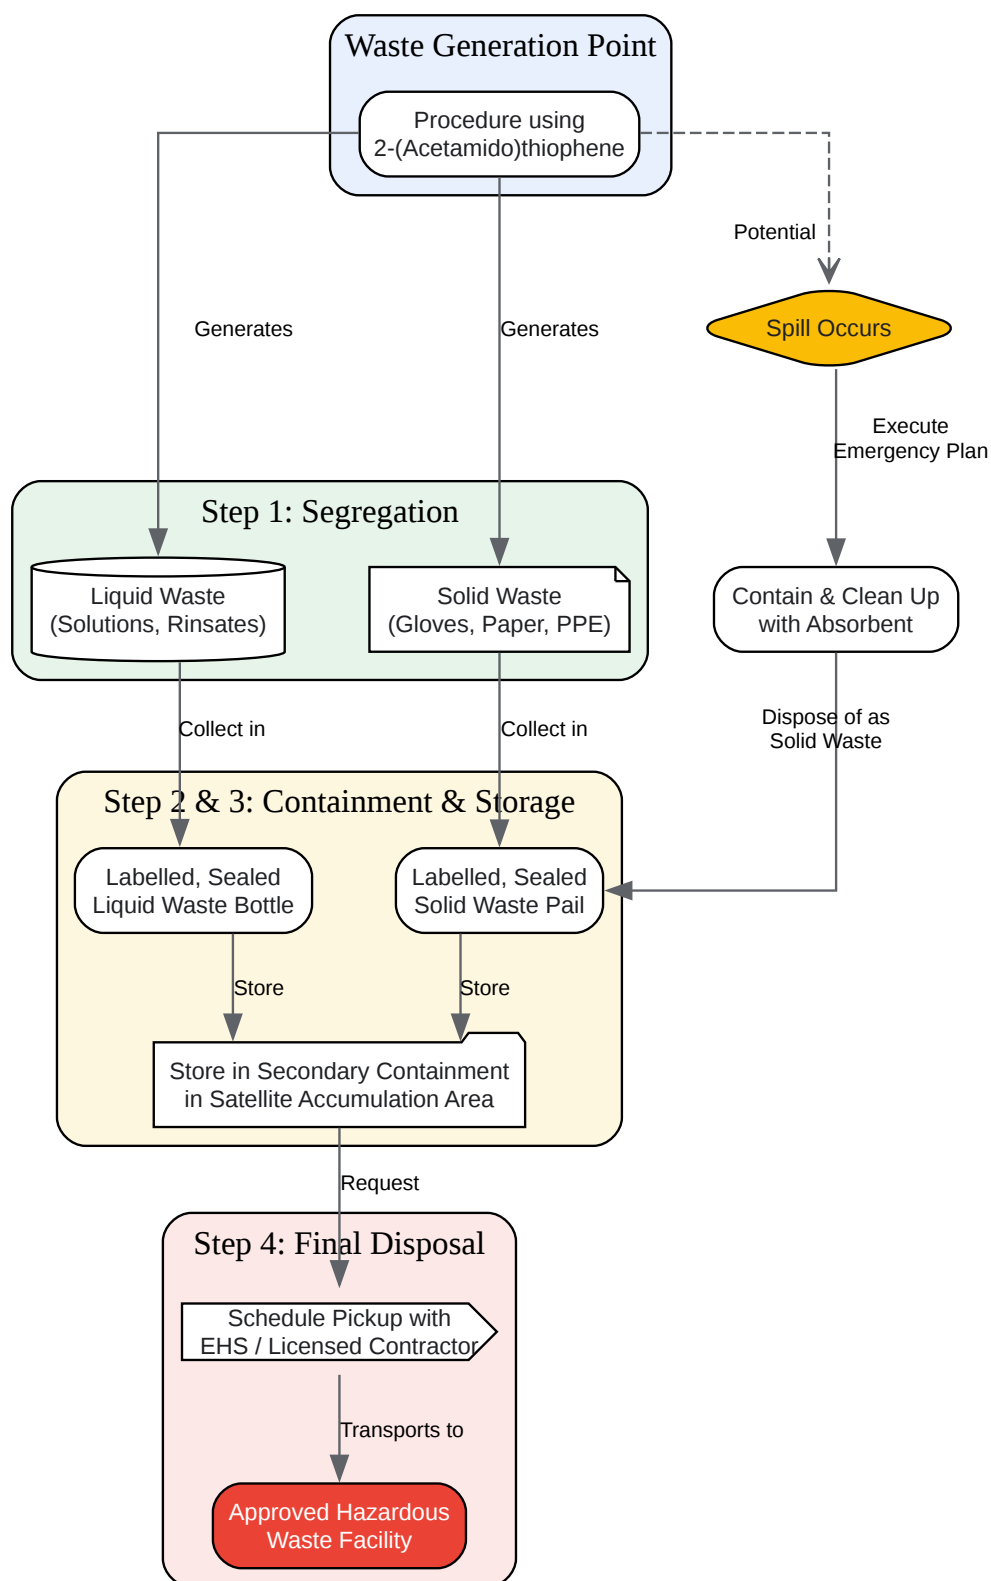 Waste Generation Point
Procedure using
2-(Acetamido)thiophene
Potential
Generates
Generates
Spill Occurs
Execute
Emergency Plan
Step 1: Segregation
Liquid Waste
(Solutions, Rinsates)
Solid Waste
(Gloves, Paper, PPE)
Contain & Clean Up
with Absorbent
Collect in
Collect in
Dispose of as
Solid Waste
Step 2 & 3: Containment & Storage
Labelled, Sealed
Liquid Waste Bottle
Labelled, Sealed
Solid Waste Pail
Store
Store
Store in Secondary Containment
in Satellite Accumulation Area
Request
Step 4: Final Disposal
Schedule Pickup with
EHS / Licensed Contractor
Transports to
Approved Hazardous
Waste Facility